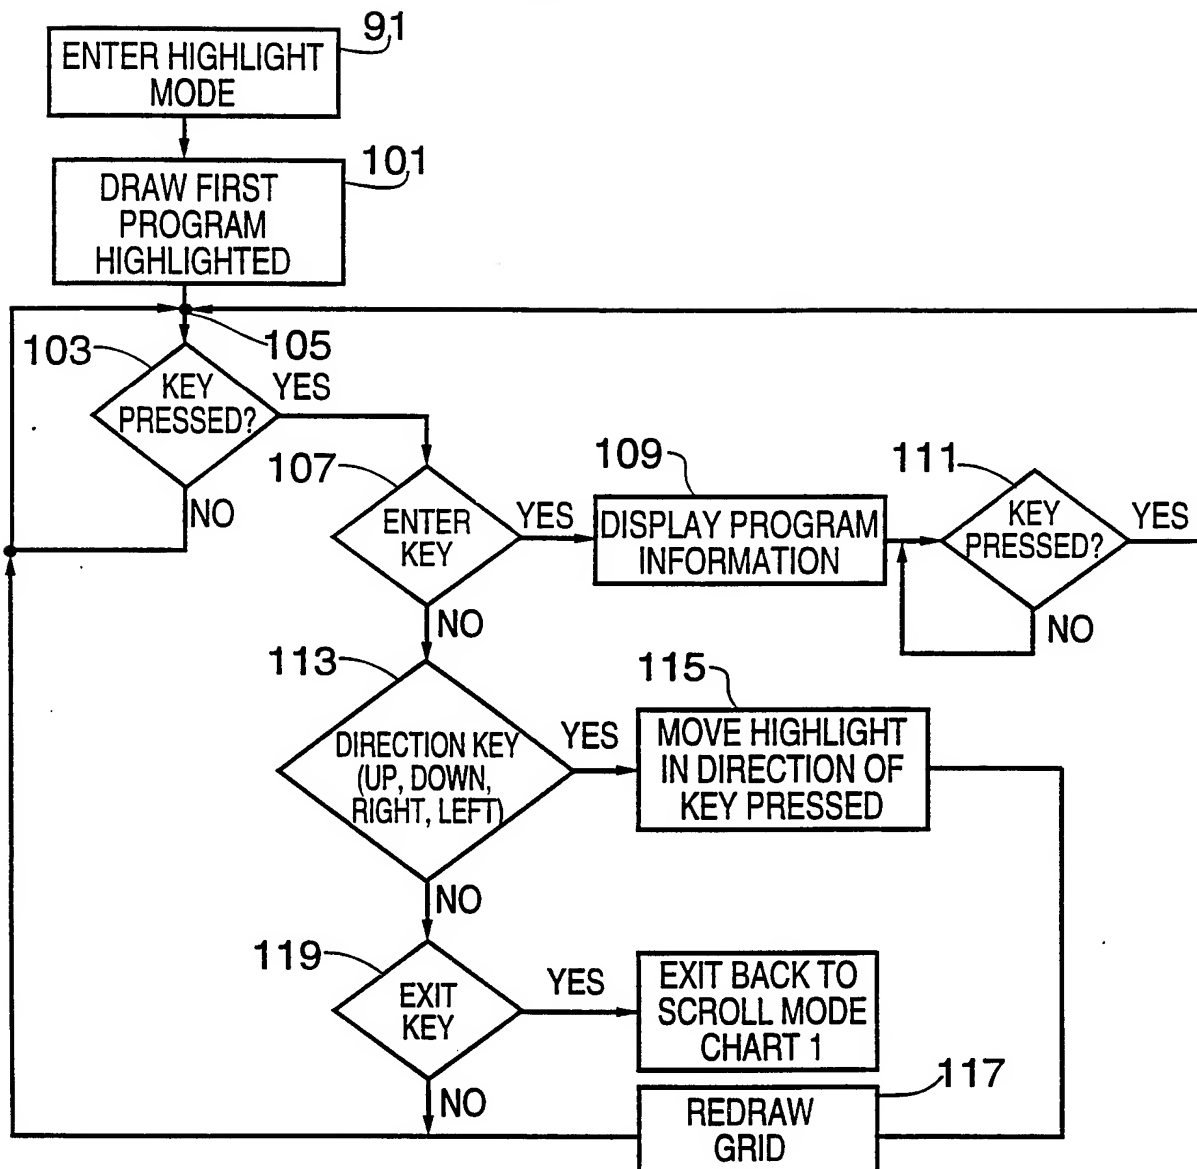 91
ENTER HIGHLIGHT
MODE
101
DRAW FIRST
PROGRAM
HIGHLIGHTED
105
103
KEY
PRESSED?
YES
NO
107
ENTER
KEY
YES
NO
109
DISPLAY PROGRAM
INFORMATION
111
KEY
PRESSED?
YES
NO
113
DIRECTION KEY
(UP, DOWN,
RIGHT, LEFT)
YES
NO
115
MOVE HIGHLIGHT
IN DIRECTION OF
KEY PRESSED
119
EXIT
KEY
YES
NO
EXIT BACK TO
SCROLL MODE
CHART 1
117
REDRAW
GRID